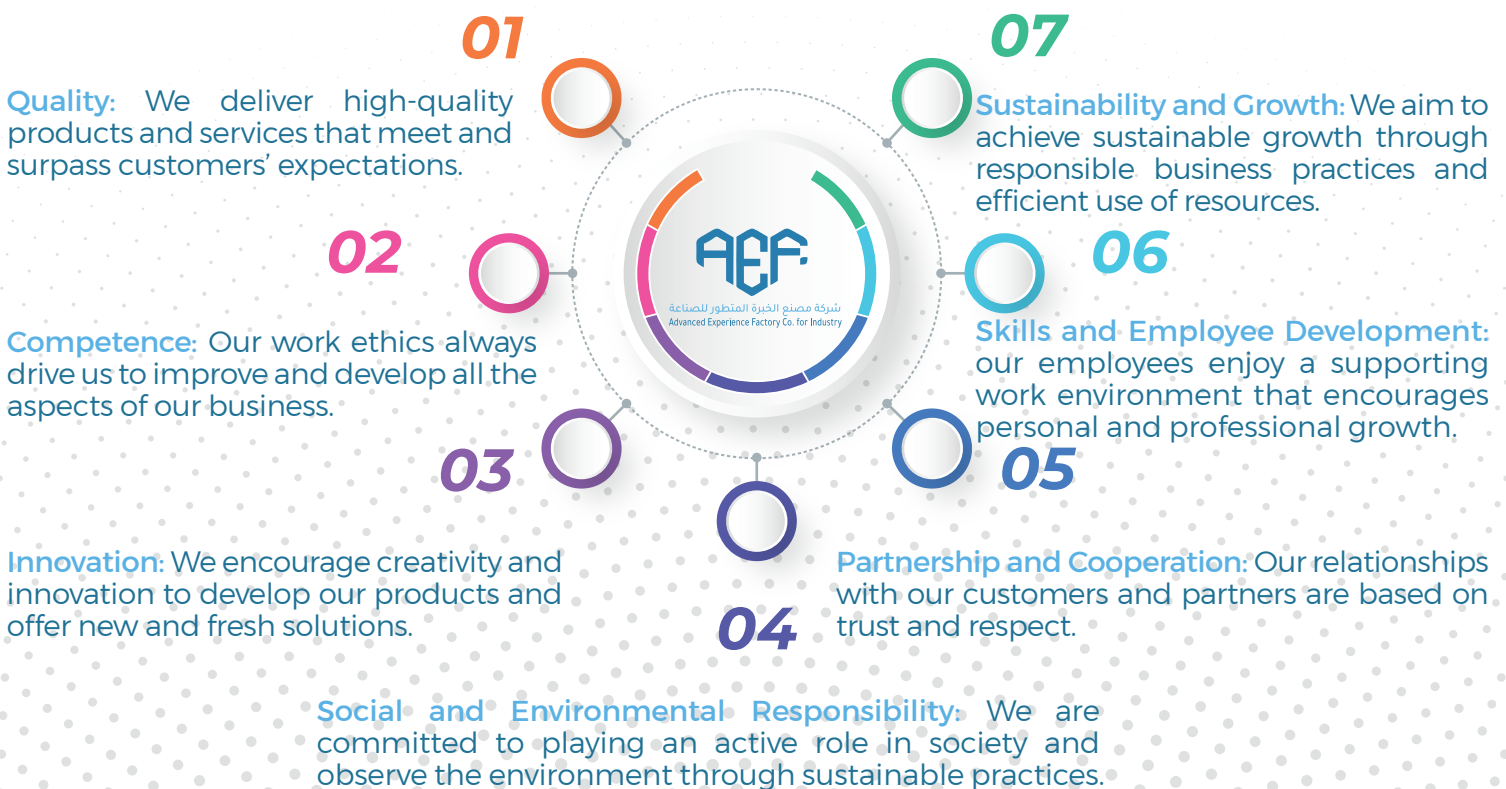 01
Quality: We deliver high-quality
products and services that meet and
surpass customers’ expectations.
02
Competence: Our work ethics always
drive us to improve and develop all the
aspects of our business.
03
Innovation: We encourage creativity and
innovation to develop our products and
offer new and fresh solutions.
04
Social and Environmental Responsibility: We are
committed to playing an active role in society and
observe the environment through sustainable practices.
05
Partnership and Cooperation: Our relationships
with our customers and partners are based on
trust and respect.
06
Skills and Employee Development:
our employees enjoy a supporting
work environment that encourages
personal and professional growth.
07
Sustainability and Growth: We aim to
achieve sustainable growth through
responsible business practices and
efficient use of resources.
AEF
شركة مصنع الخبرة المتطور للصناعة
Advanced Experience Factory Co. for Industry